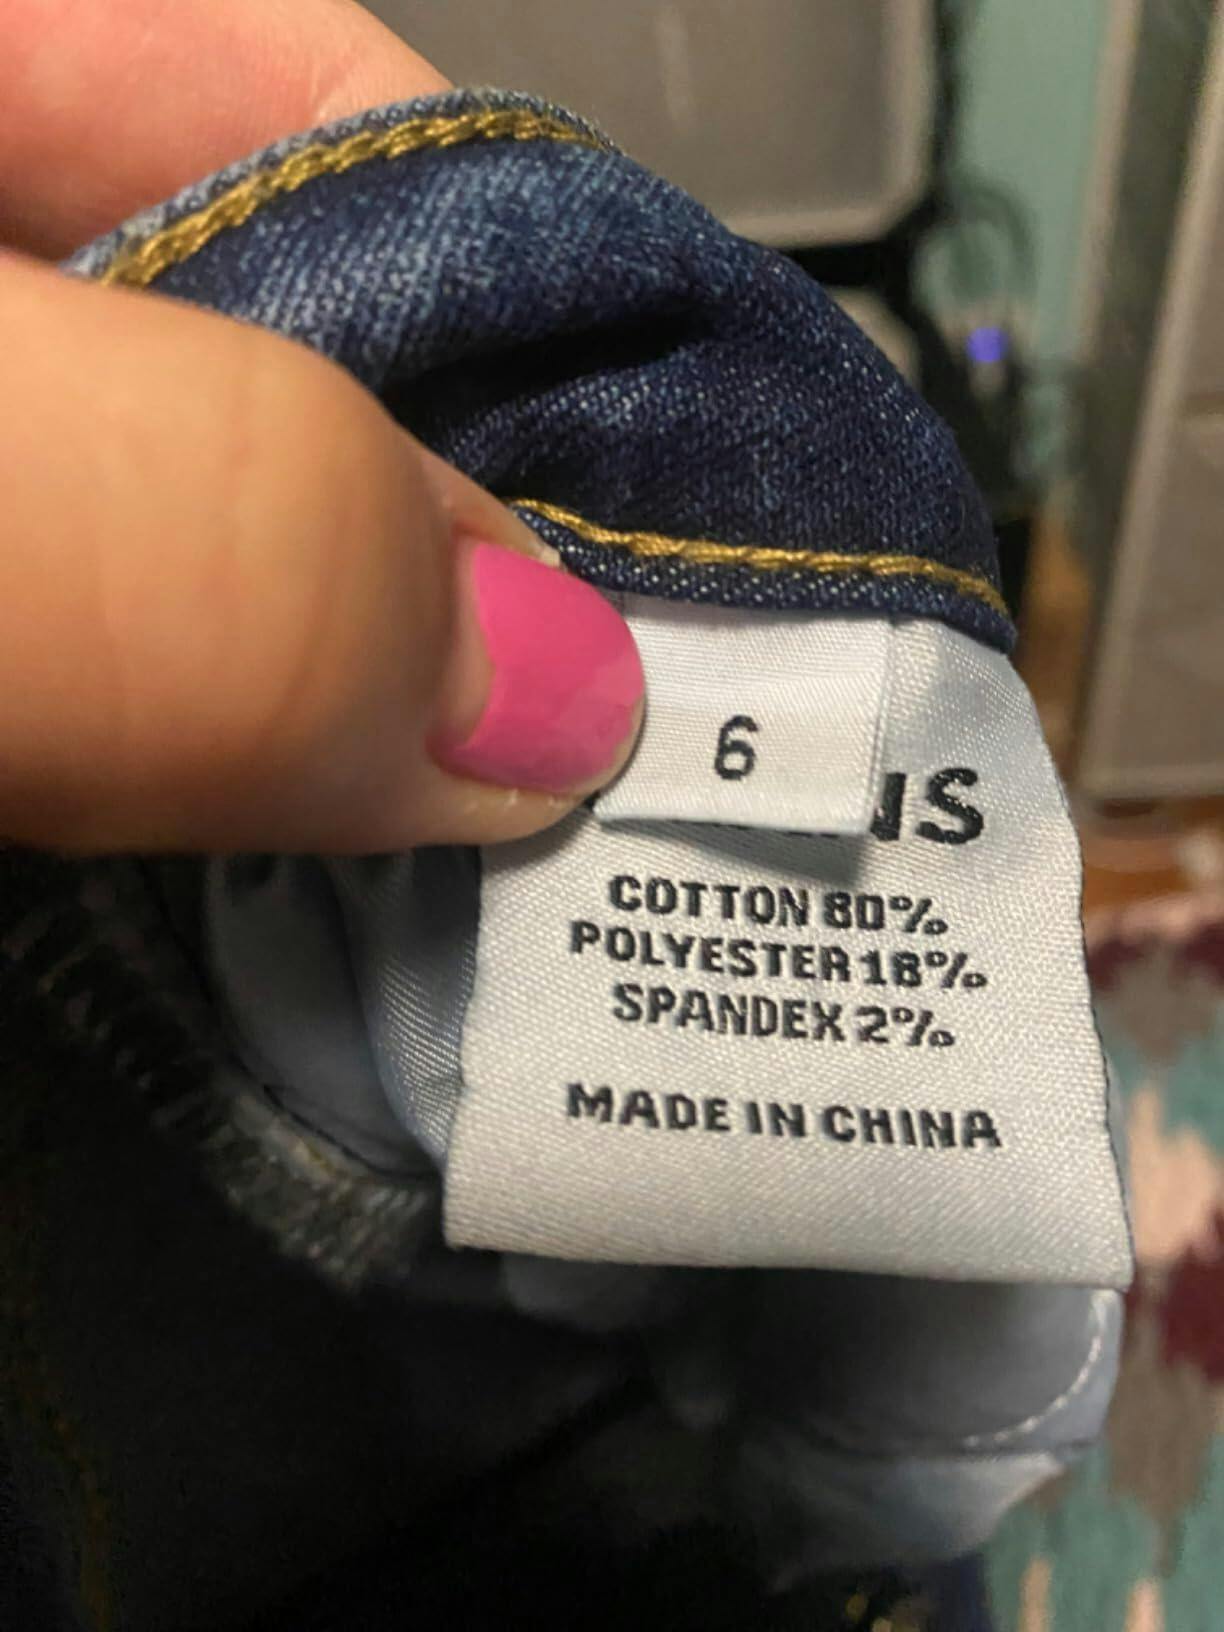 6
COTTON 80%
POLYESTER 18%
SPANDEX 2%
MADE IN CHINA